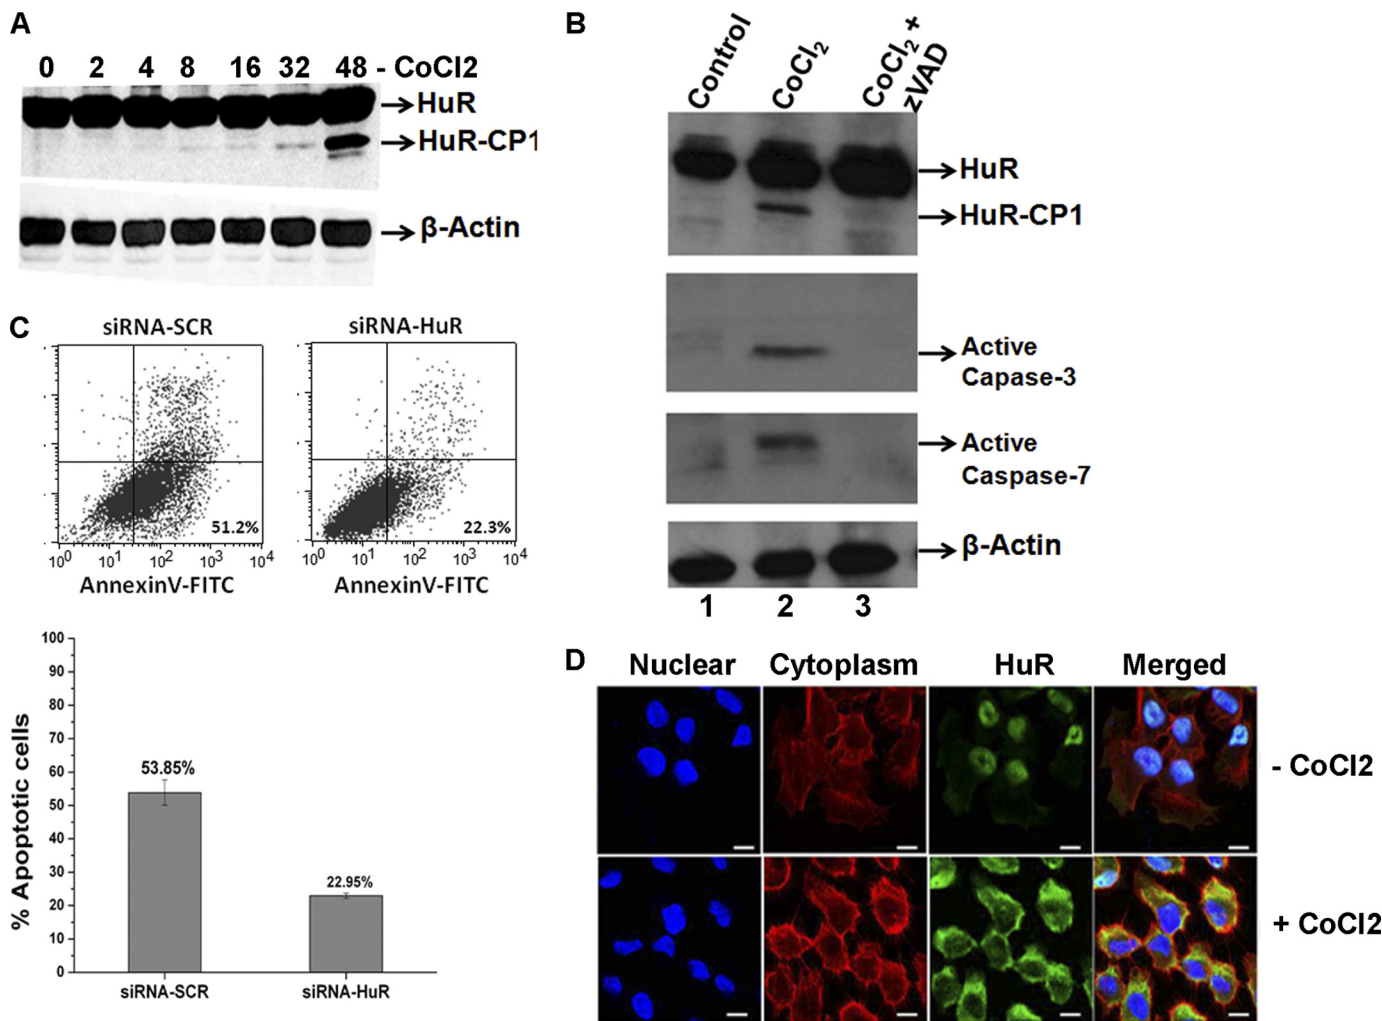 A
0 2 4 8 16 32 48 - CoCl2
HuR
HuR-CP1
β-Actin
B
Control
CoCl2
CoCl2 +
zVAD
HuR
HuR-CP1
Active
Capase-3
Active
Caspase-7
β-Actin
1 2 3
C
siRNA-SCR
51.2%
10^0 10^1 10^2 10^3 10^4
AnnexinV-FITC
siRNA-HuR
22.3%
10^0 10^1 10^2 10^3 10^4
AnnexinV-FITC
% Apoptotic cells
100
90
80
70
60
50
40
30
20
10
0
53.85%
22.95%
siRNA-SCR siRNA-HuR
D
Nuclear Cytoplasm HuR Merged
- CoCl2
+ CoCl2